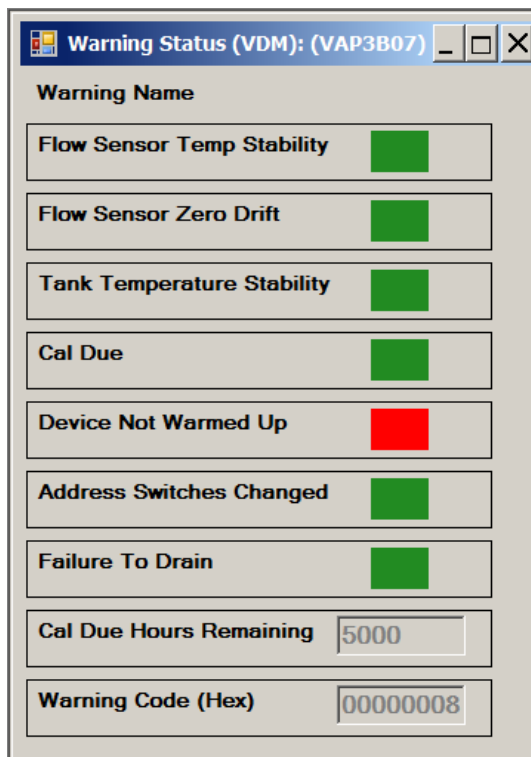 Warning Status (VDM): (VAP3B07)
Warning Name
Flow Sensor Temp Stability
Flow Sensor Zero Drift
Tank Temperature Stability
Cal Due
Device Not Warmed Up
Address Switches Changed
Failure To Drain
Cal Due Hours Remaining 5000
Warning Code (Hex) 00000008